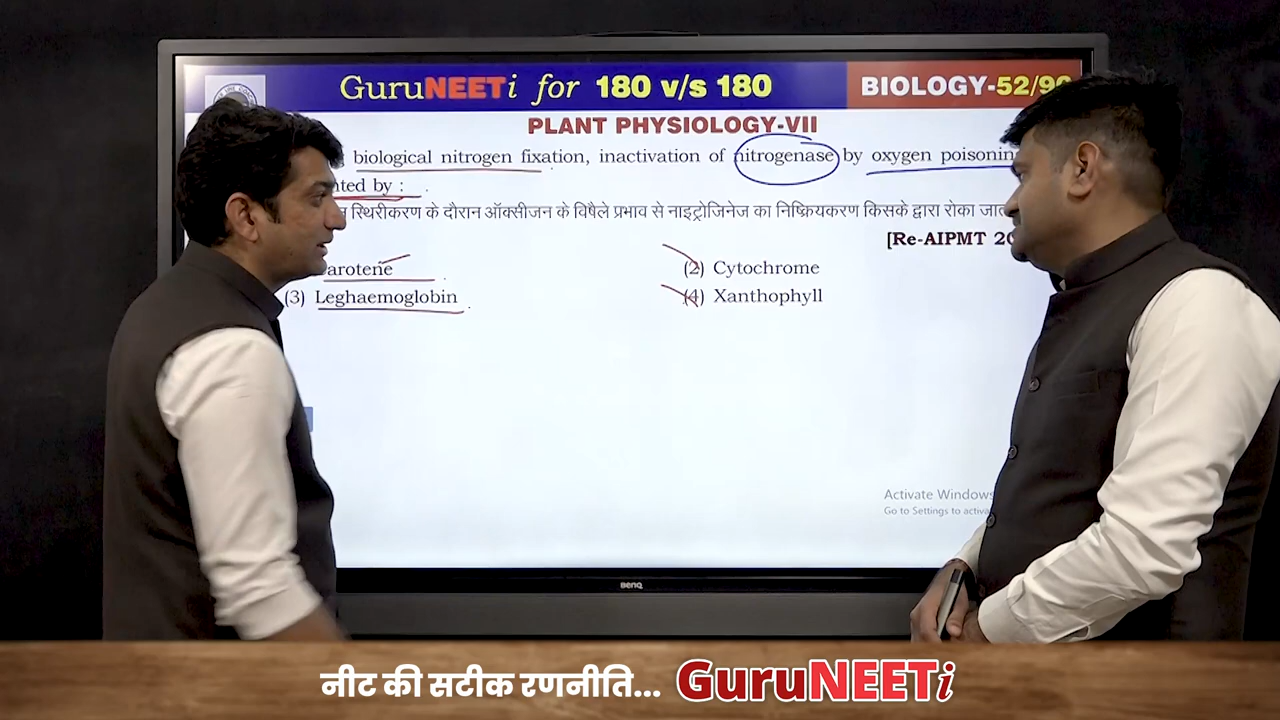 GuruNEETi for 180 v/s 180
BIOLOGY-52/90
PLANT PHYSIOLOGY-VII
biological nitrogen fixation, inactivation of nitrogenase by oxygen poisonin
nted by :
स्थिरीकरण के दौरान ऑक्सीजन के विषैले प्रभाव से नाइट्रोजिनेज का निष्क्रियकरण किसके द्वारा रोका जात
[Re-AIPMT 20
arotene
(2) Cytochrome
(3) Leghaemoglobin
(4) Xanthophyll
Activate Windows
Go to Settings to activa
BenQ
नीट की सटीक रणनीति... GuruNEETi